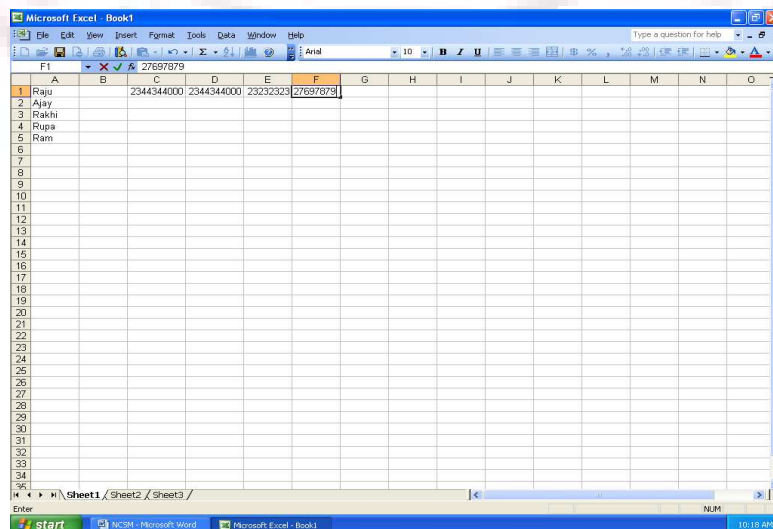 Microsoft Excel - Book1
File Edit View Insert Format Tools Data Window Help Type a question for help
Arial 10 B I U
F1 27697879
A B C D E F G H I J K L M N O
1 Raju 2344344000 2344344000 23232323 27697879
2 Ajay
3 Rakhi
4 Rupa
5 Ram
6
7
8
9
10
11
12
13
14
15
16
17
18
19
20
21
22
23
24
25
26
27
28
29
30
31
32
33
34
35
Sheet1 Sheet2 Sheet3
Enter NUM
start NCSM - Microsoft Word Microsoft Excel - Book1 10:18 AM